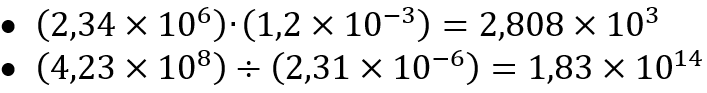 • (2,34 × 10⁶)·(1,2 × 10⁻³) = 2,808 × 10³
• (4,23 × 10⁸) ÷ (2,31 × 10⁻⁶) = 1,83 × 10¹⁴